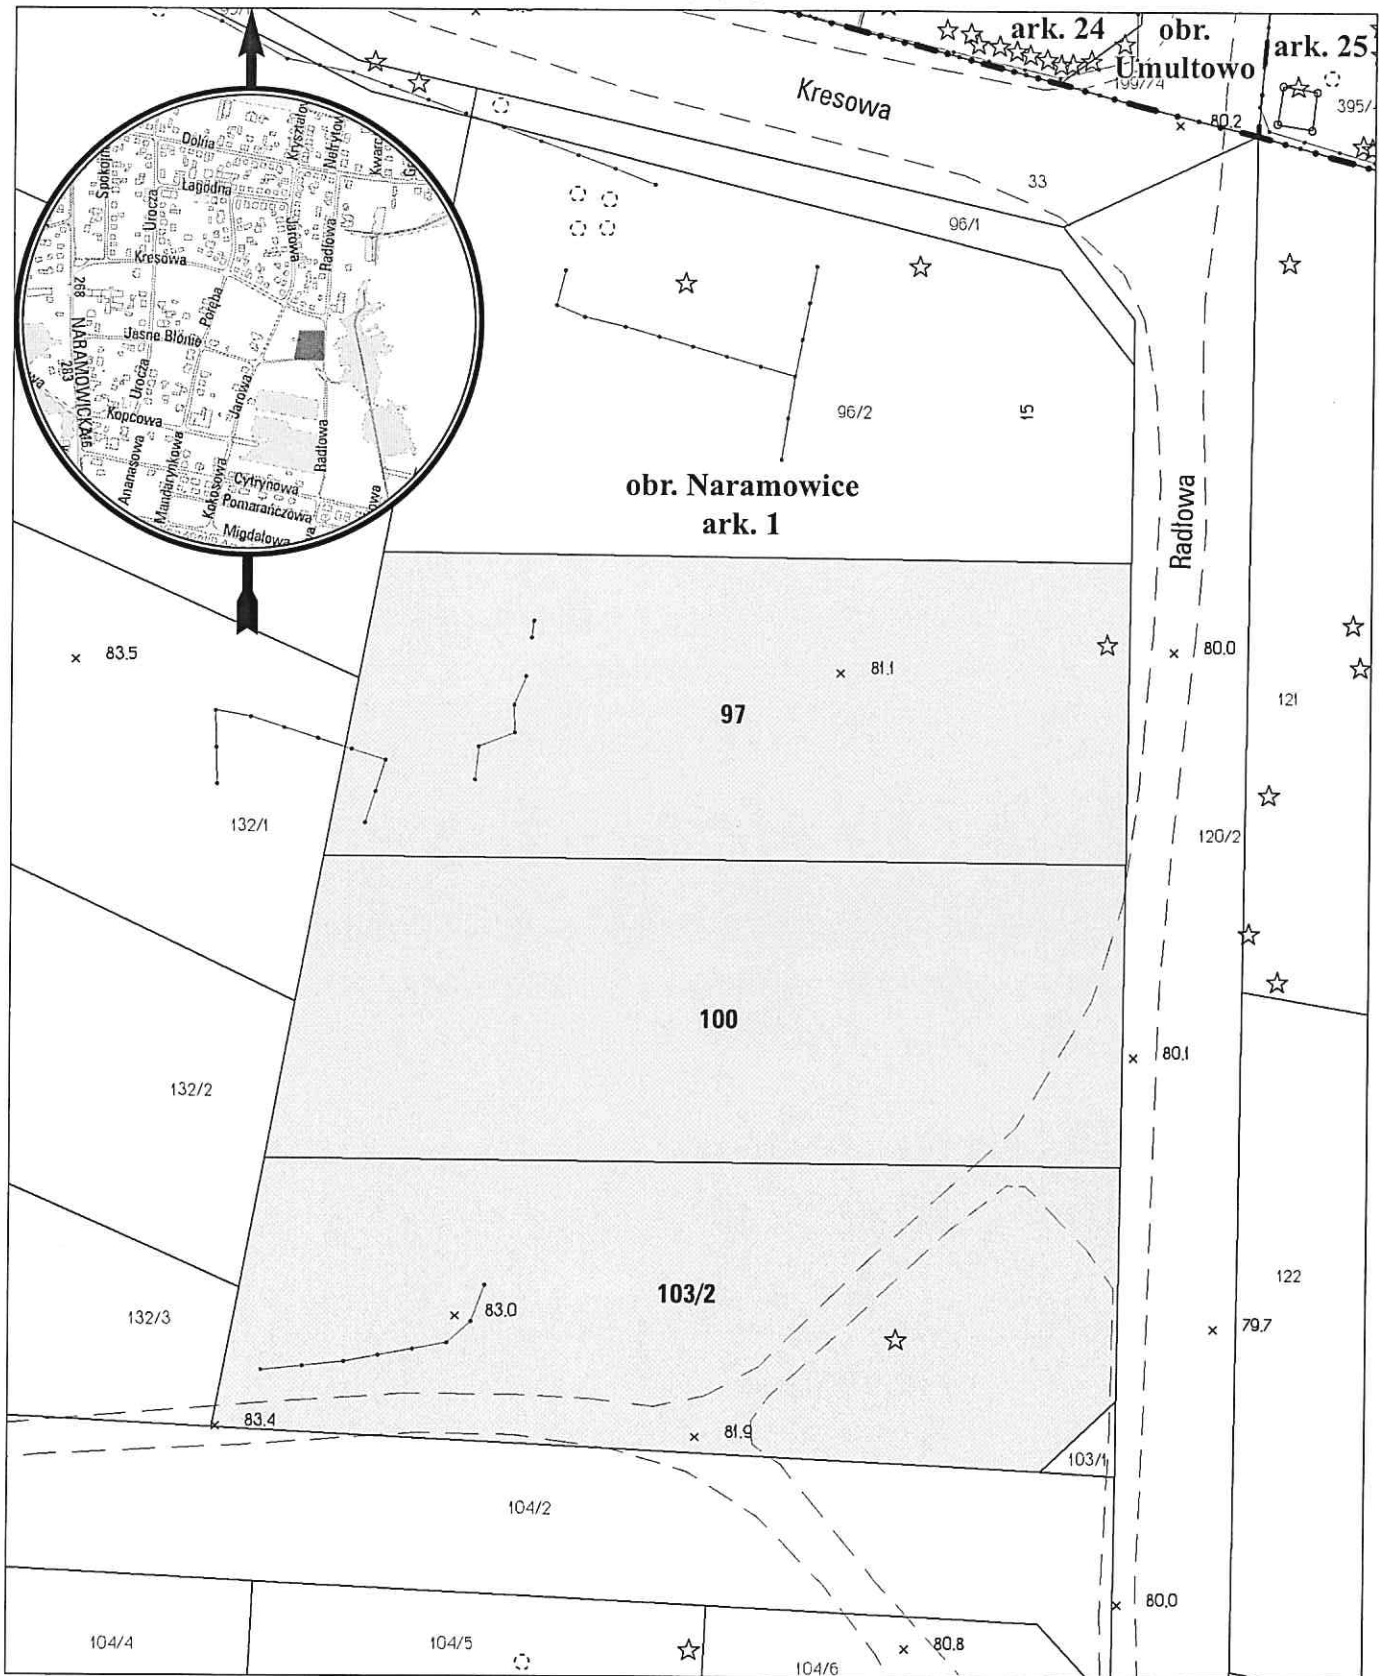 ark. 24
obr.
Umultowo
ark. 25
199/74
395/
80.2
Kresowa
33
96/1
Dolna
Łagodna
Spokojn
Urocza
Kresowa
Jarowa
Radłowa
Kwarc
268
NARAMOWICKA
283
Poręba
Jasne Błonie
Urocza
Jarowa
Kopcowa
Ananasowa
Mandarynkowa
Kokosowa
Radłowa
Cytrynowa
Pomarańczowa
Migdałowa
96/2
15
obr. Naramowice
ark. 1
Radłowa
83.5
81.1
80.0
97
121
132/1
120/2
100
80.1
132/2
103/2
122
83.0
132/3
79.7
83.4
81.9
103/1
104/2
80.0
104/4
104/5
80.8
104/6